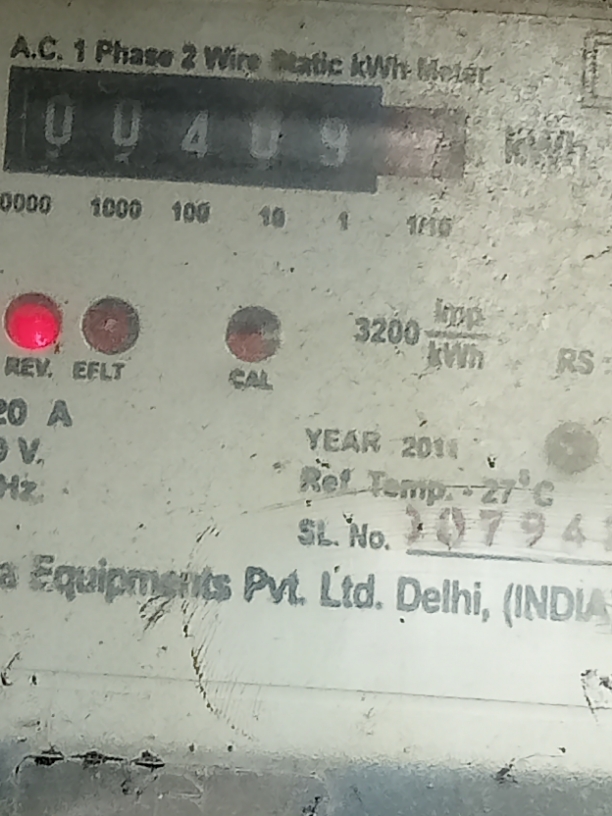 A.C. 1 Phase 2 Wire Static kWh Meter
0 0 4 0 9 kWh
0000 1000 100 10 1 1/10
3200 Imp/kWh
REV. EFLT CAL RS
20 A
V.
Hz.
YEAR 2011
Ref Temp. - 27°C
SL. No. 10794
a Equipments Pvt. Ltd. Delhi, (INDIA